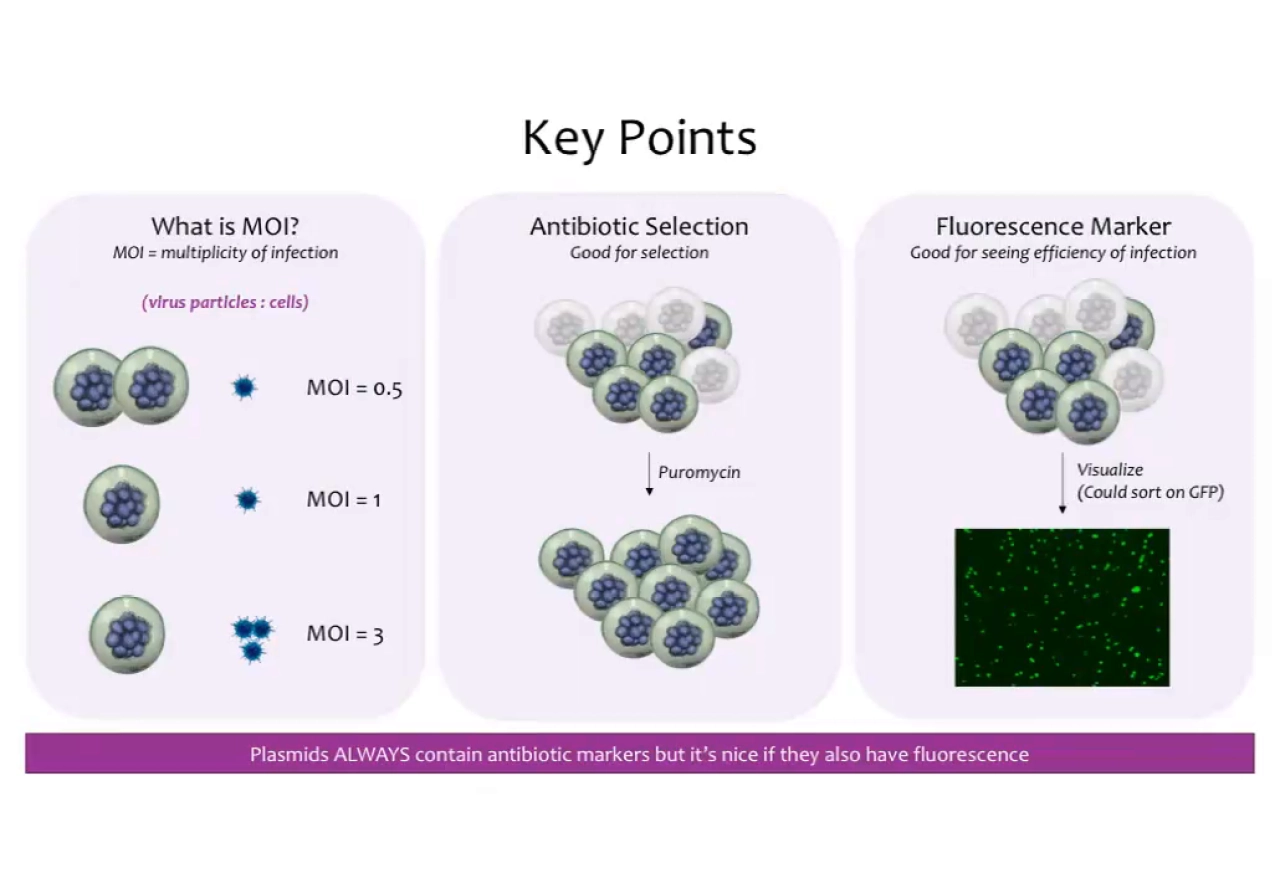 Key Points
What is MOI?
MOI = multiplicity of infection
(virus particles : cells)
MOI = 0.5
MOI = 1
MOI = 3
Antibiotic Selection
Good for selection
Puromycin
Fluorescence Marker
Good for seeing efficiency of infection
Visualize
(Could sort on GFP)
Plasmids ALWAYS contain antibiotic markers but it's nice if they also have fluorescence